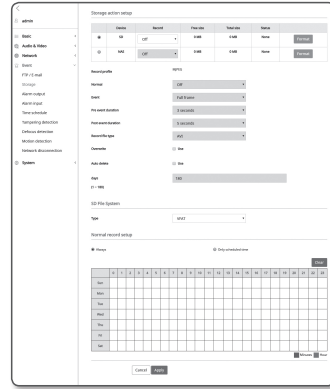 admin
Basic
Audio & Video
Network
Event
FTP / E-mail
Storage
Alarm output
Alarm input
Time schedule
Tampering detection
Defocus detection
Motion detection
Network disconnection
System
Storage action setup
Device Record Free size Total size Status
SD Off 0 MB 0 MB None Format
NAS Off 0 MB 0 MB None Format
Record profile MJPEG
Normal Off
Event Full frame
Pre event duration 5 seconds
Post event duration 5 seconds
Record file type AVI
Overwrite Use
Auto delete Use
days 180
(1 ~ 180)
SD File System
Type VFAT
Normal record setup
Always Only scheduled time
Clear
0 1 2 3 4 5 6 7 8 9 10 11 12 13 14 15 16 17 18 19 20 21 22 23
Sun
Mon
Tue
Wed
Thu
Fri
Sat
Minutes Hour
Cancel Apply